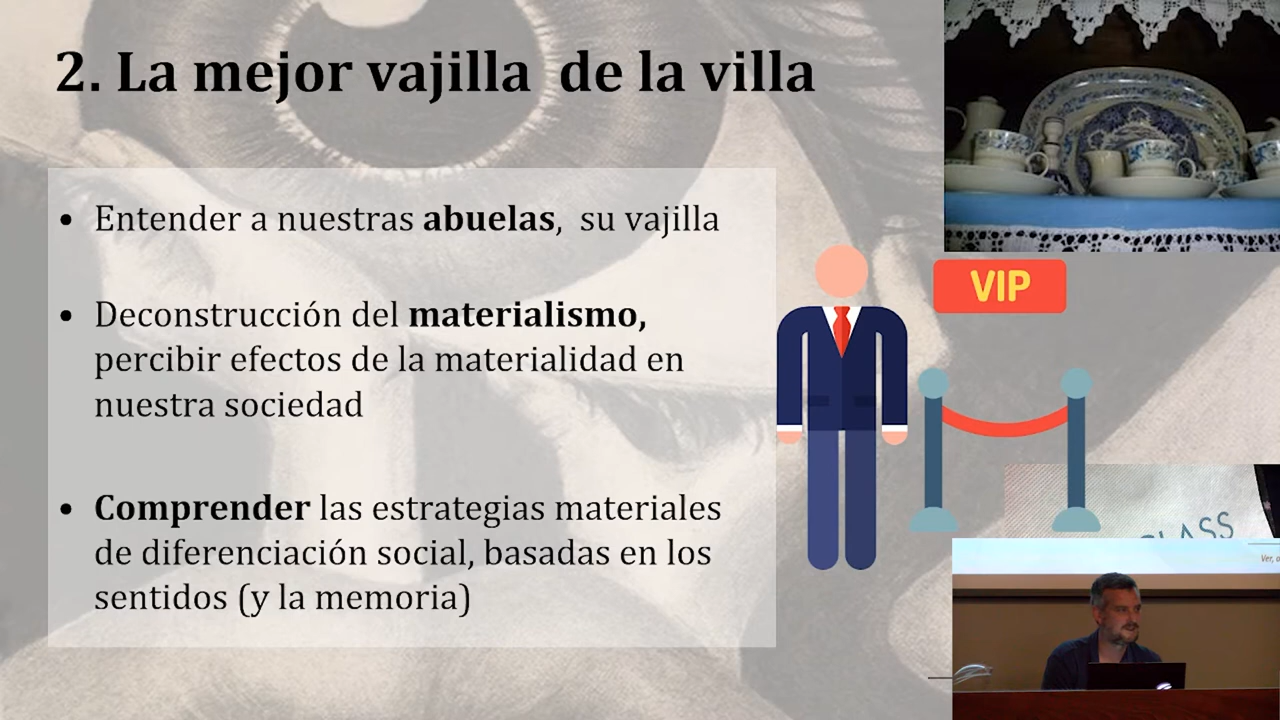 2. La mejor vajilla de la villa
• Entender a nuestras abuelas, su vajilla
• Deconstrucción del materialismo,
percibir efectos de la materialidad en
nuestra sociedad
• Comprender las estrategias materiales
de diferenciación social, basadas en los
sentidos (y la memoria)
VIP
Ver,